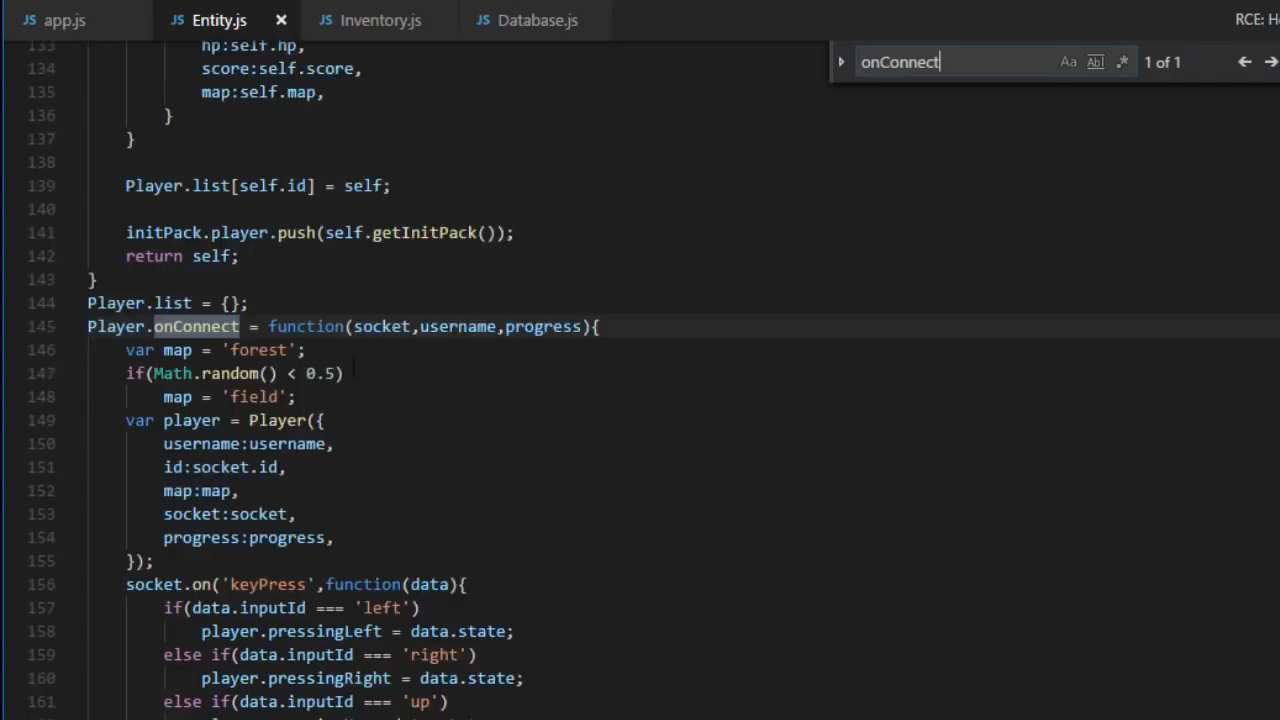 JS app.js
JS Entity.js ×
JS Inventory.js
JS Database.js
RCE:
onConnect
Aa Abl .* 1 of 1
133 hp:self.hp,
134 score:self.score,
135 map:self.map,
136 }
137 }
138
139 Player.list[self.id] = self;
140
141 initPack.player.push(self.getInitPack());
142 return self;
143 }
144 Player.list = {};
145 Player.onConnect = function(socket,username,progress){
146 var map = 'forest';
147 if(Math.random() < 0.5)
148 map = 'field';
149 var player = Player({
150 username:username,
151 id:socket.id,
152 map:map,
153 socket:socket,
154 progress:progress,
155 });
156 socket.on('keyPress',function(data){
157 if(data.inputId === 'left')
158 player.pressingLeft = data.state;
159 else if(data.inputId === 'right')
160 player.pressingRight = data.state;
161 else if(data.inputId === 'up')